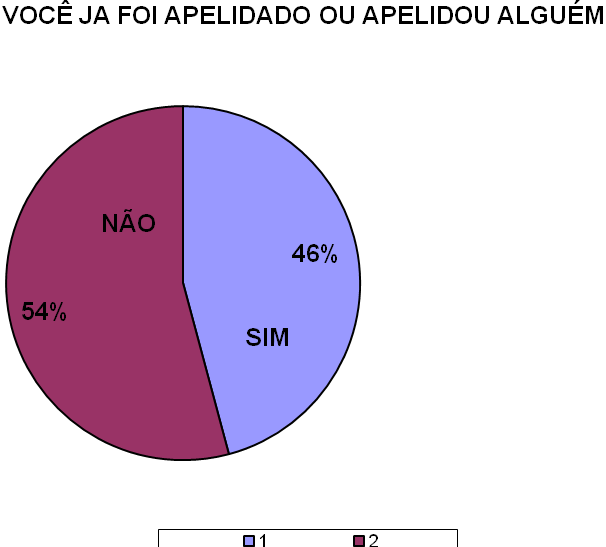 VOCÊ JA FOI APELIDADO OU APELIDOU ALGUÉM
NÃO
46%
54%
SIM
1 2